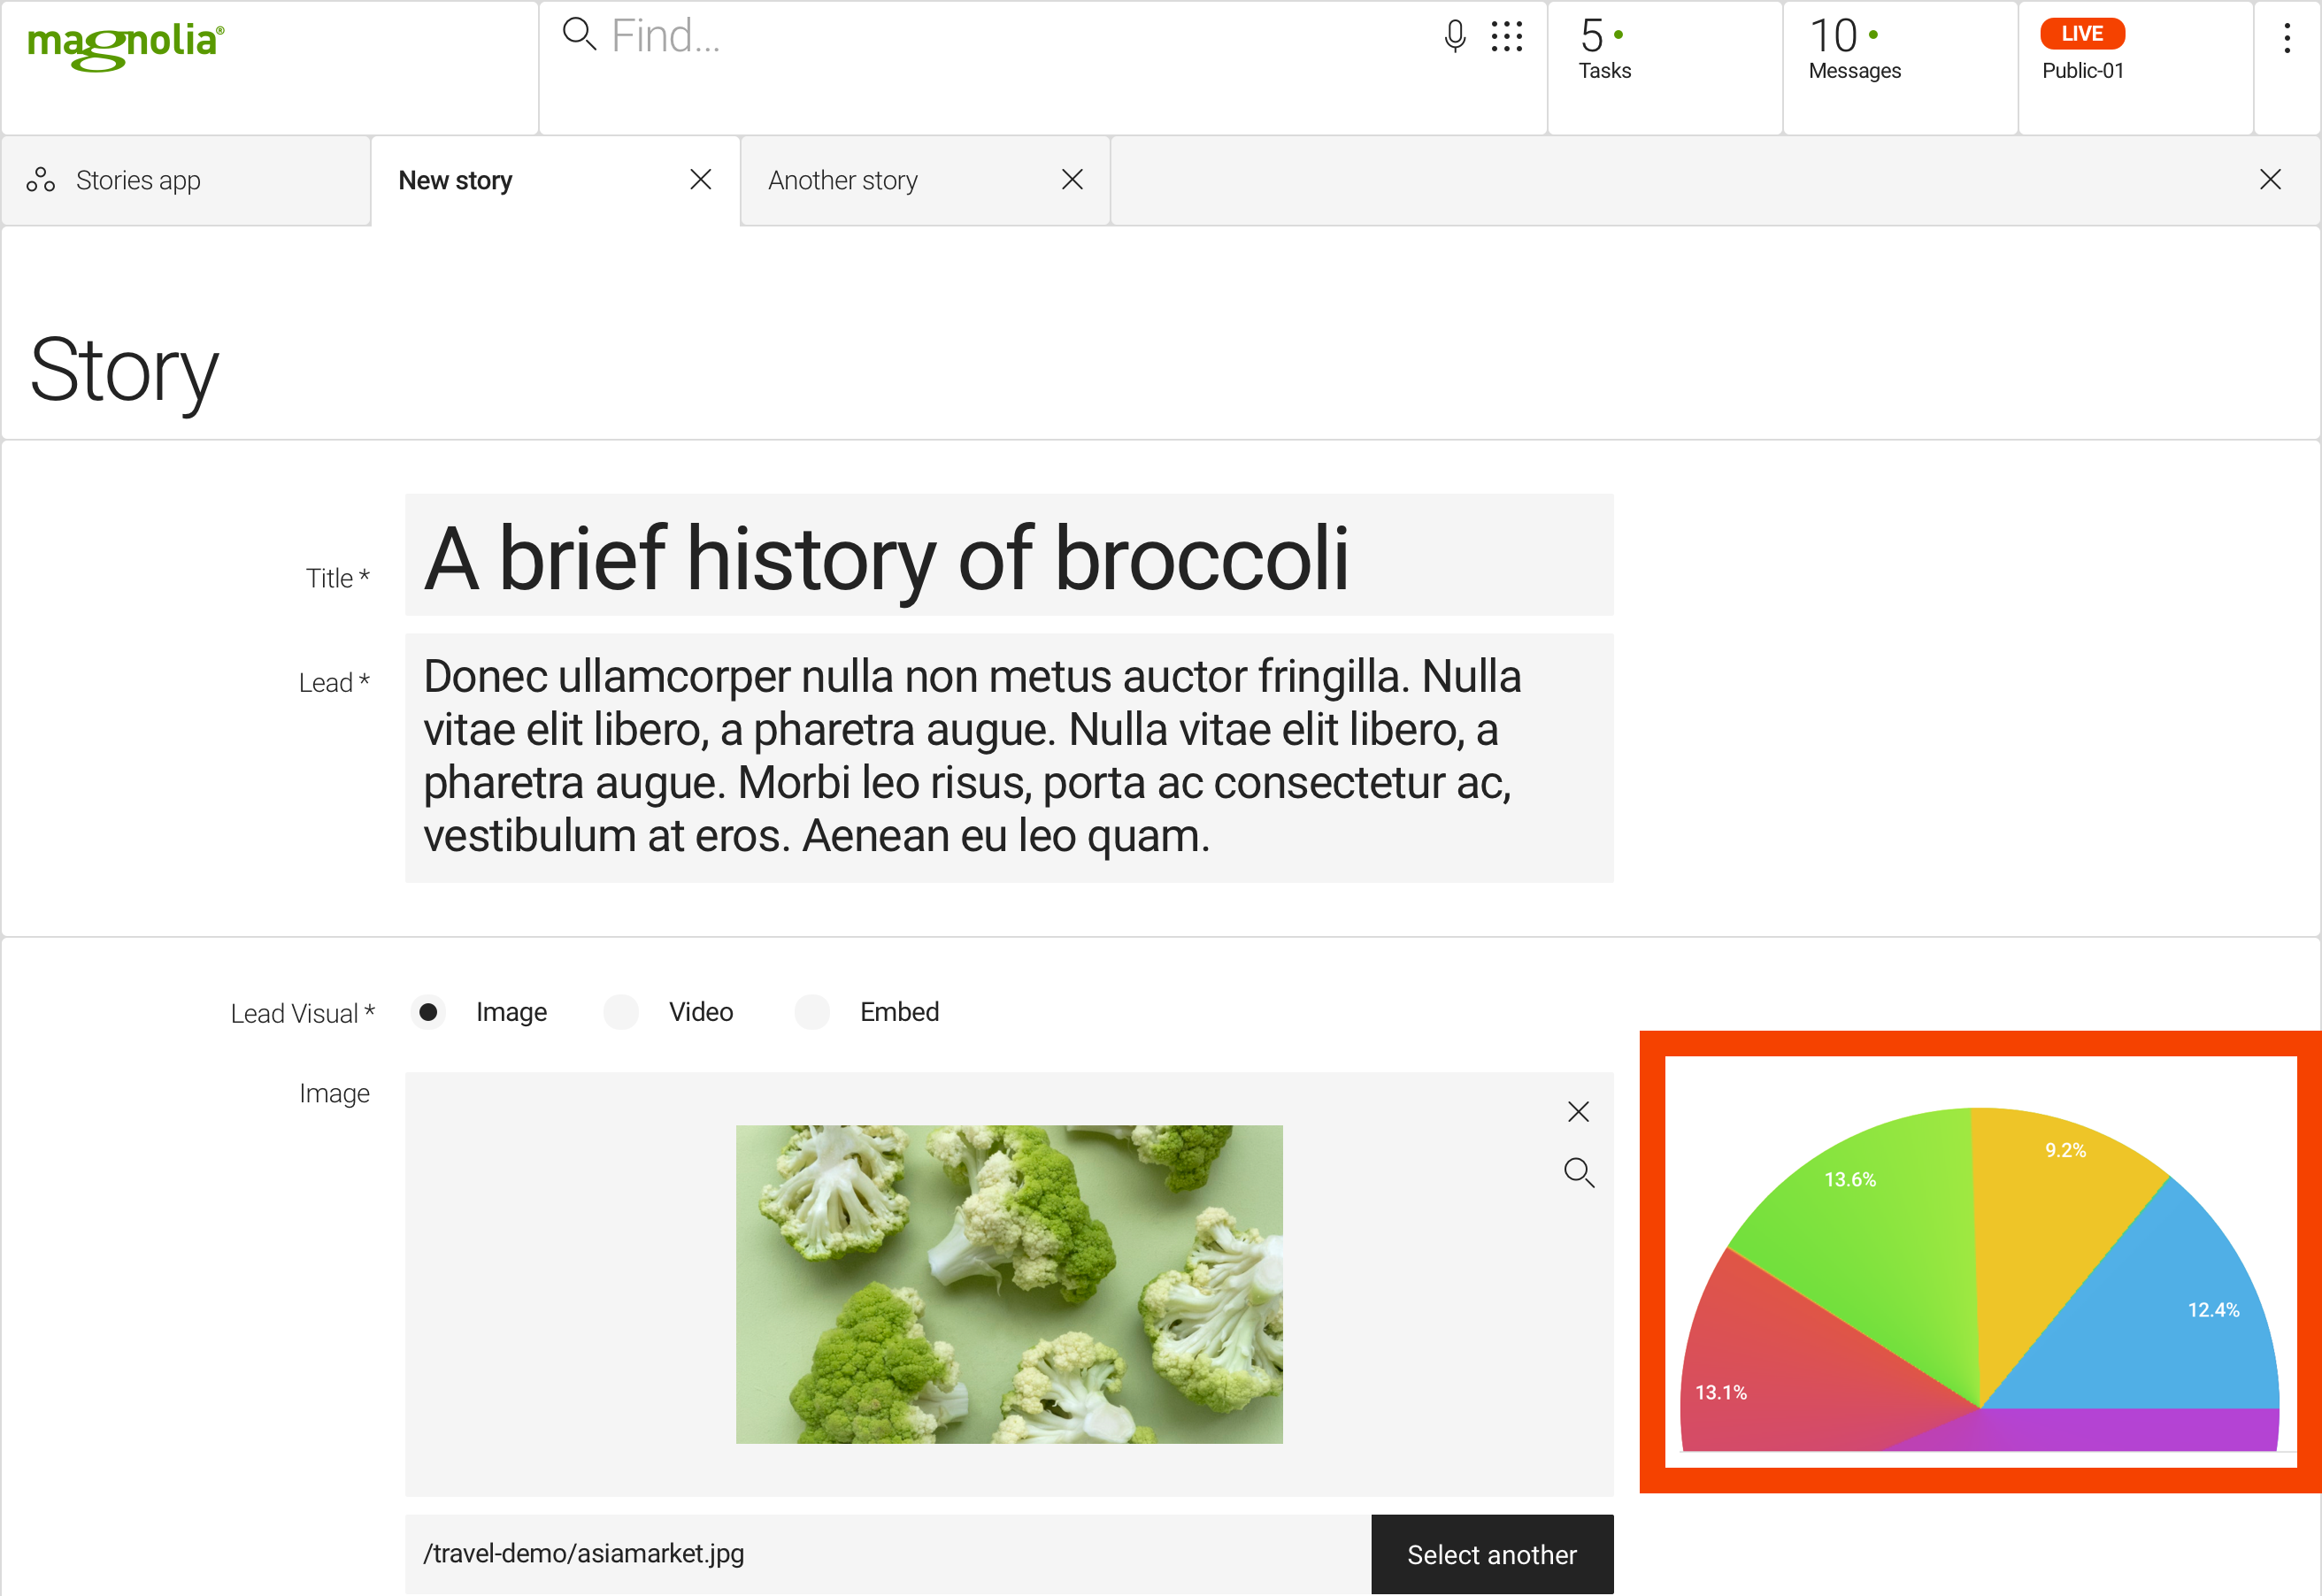 magnolia®
Find...
5
Tasks
10
Messages
LIVE
Public-01
Stories app
New story
Another story
Story
Title *
A brief history of broccoli
Lead *
Donec ullamcorper nulla non metus auctor fringilla. Nulla
vitae elit libero, a pharetra augue. Nulla vitae elit libero, a
pharetra augue. Morbi leo risus, porta ac consectetur ac,
vestibulum at eros. Aenean eu leo quam.
Lead Visual *
Image
Video
Embed
Image
9.2%
13.6%
12.4%
13.1%
/travel-demo/asiamarket.jpg
Select another